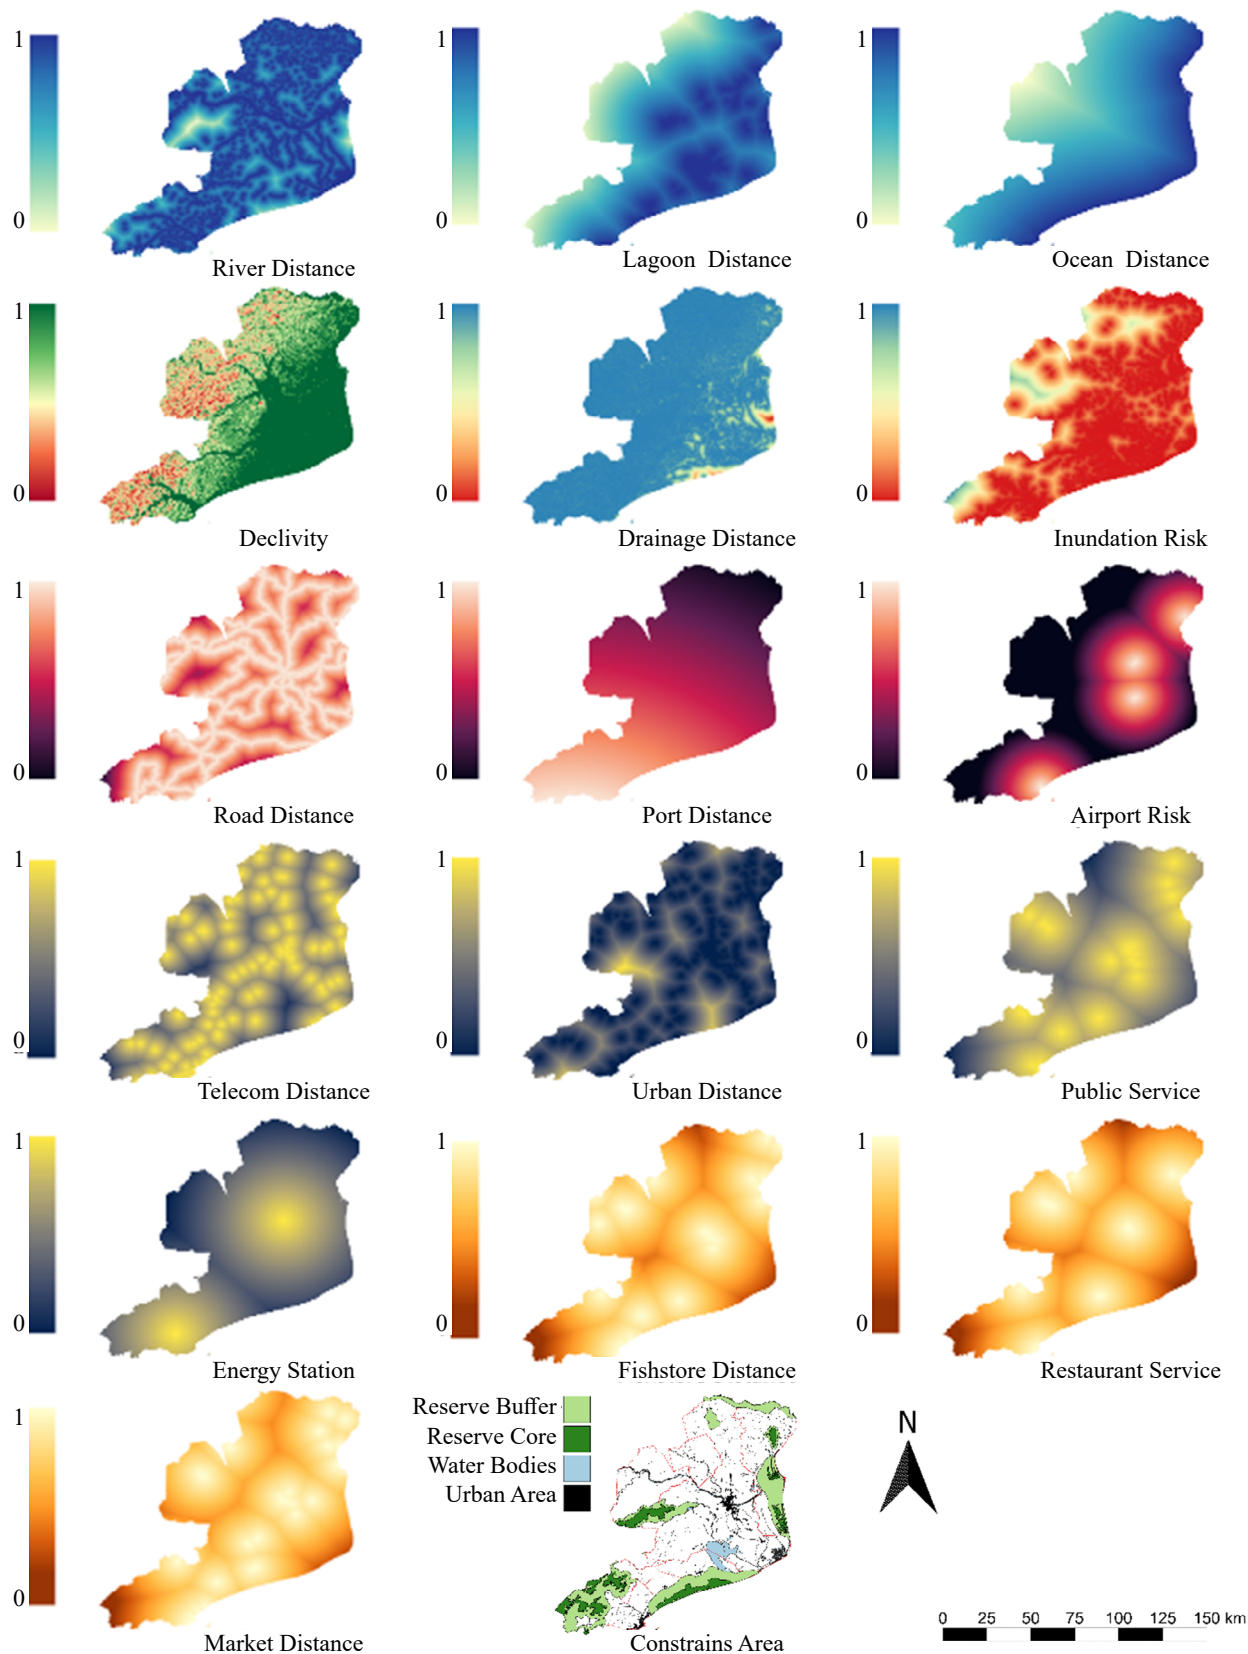 1
0
River Distance
1
0
Lagoon Distance
1
0
Ocean Distance
1
0
Declivity
1
0
Drainage Distance
1
0
Inundation Risk
1
0
Road Distance
1
0
Port Distance
1
0
Airport Risk
1
0
Telecom Distance
1
0
Urban Distance
1
0
Public Service
1
0
Energy Station
1
0
Fishstore Distance
1
0
Restaurant Service
1
0
Market Distance
Reserve Buffer
Reserve Core
Water Bodies
Urban Area
Constrains Area
N
0 25 50 75 100 125 150 km